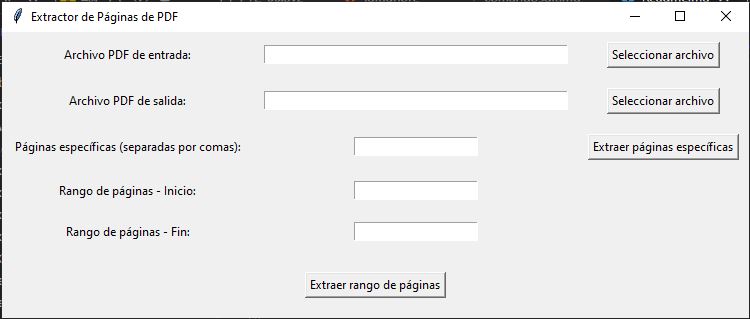 Extractor de Páginas de PDF
Archivo PDF de entrada: Seleccionar archivo
Archivo PDF de salida: Seleccionar archivo
Páginas específicas (separadas por comas): Extraer páginas específicas
Rango de páginas - Inicio:
Rango de páginas - Fin:
Extraer rango de páginas